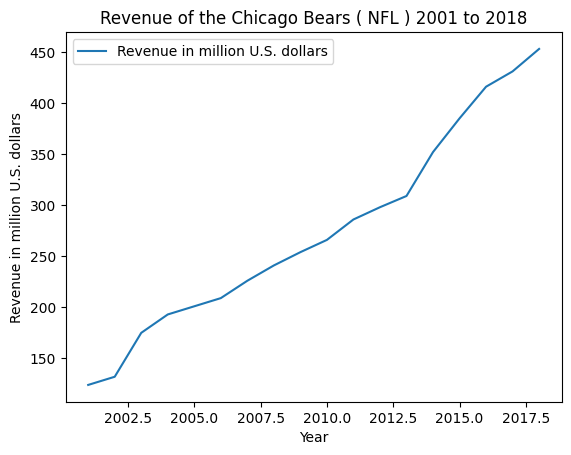 Revenue of the Chicago Bears ( NFL ) 2001 to 2018
Revenue in million U.S. dollars
Revenue in million U.S. dollars
450
400
350
300
250
200
150
2002.5 2005.0 2007.5 2010.0 2012.5 2015.0 2017.5
Year